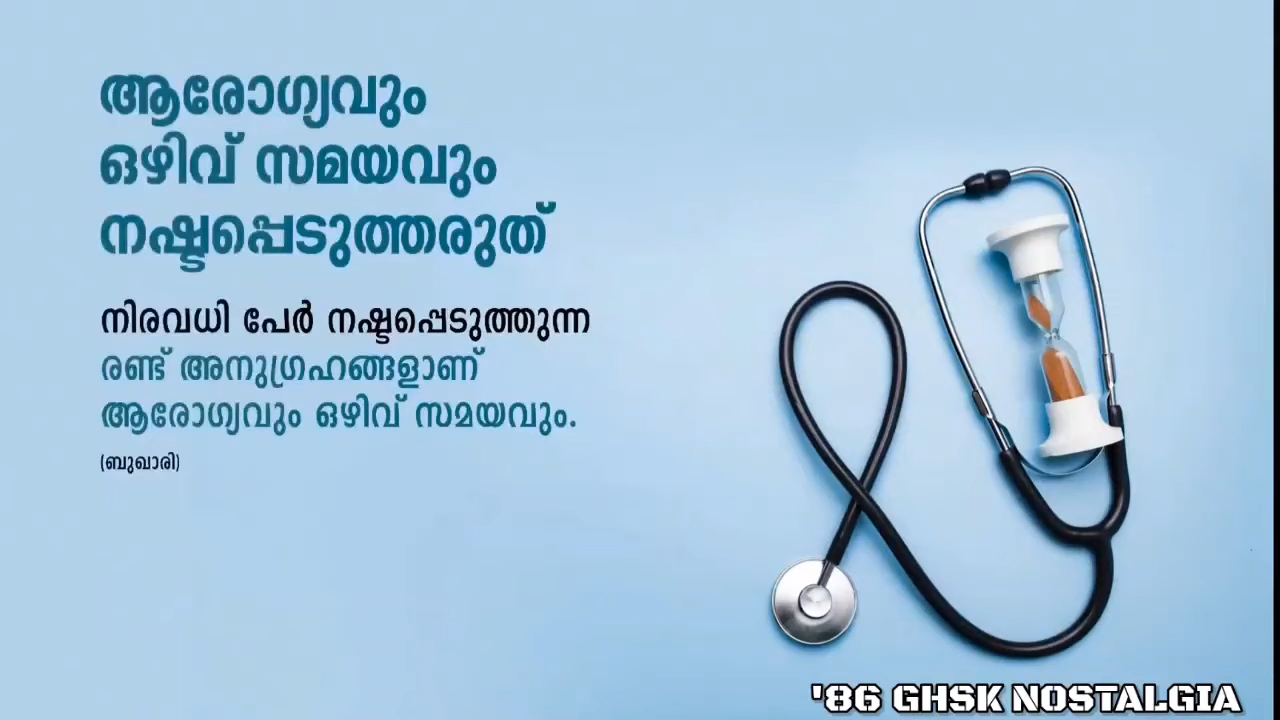 ആരോഗ്യവും
ഒഴിവ് സമയവും
നഷ്ടപ്പെടുത്തരുത്
നിരവധി പേർ നഷ്ടപ്പെടുത്തുന്ന
രണ്ട് അനുഗ്രഹങ്ങളാണ്
ആരോഗ്യവും ഒഴിവ് സമയവും.
(ബുഖാരി)
'86 GHSK NOSTALGIA